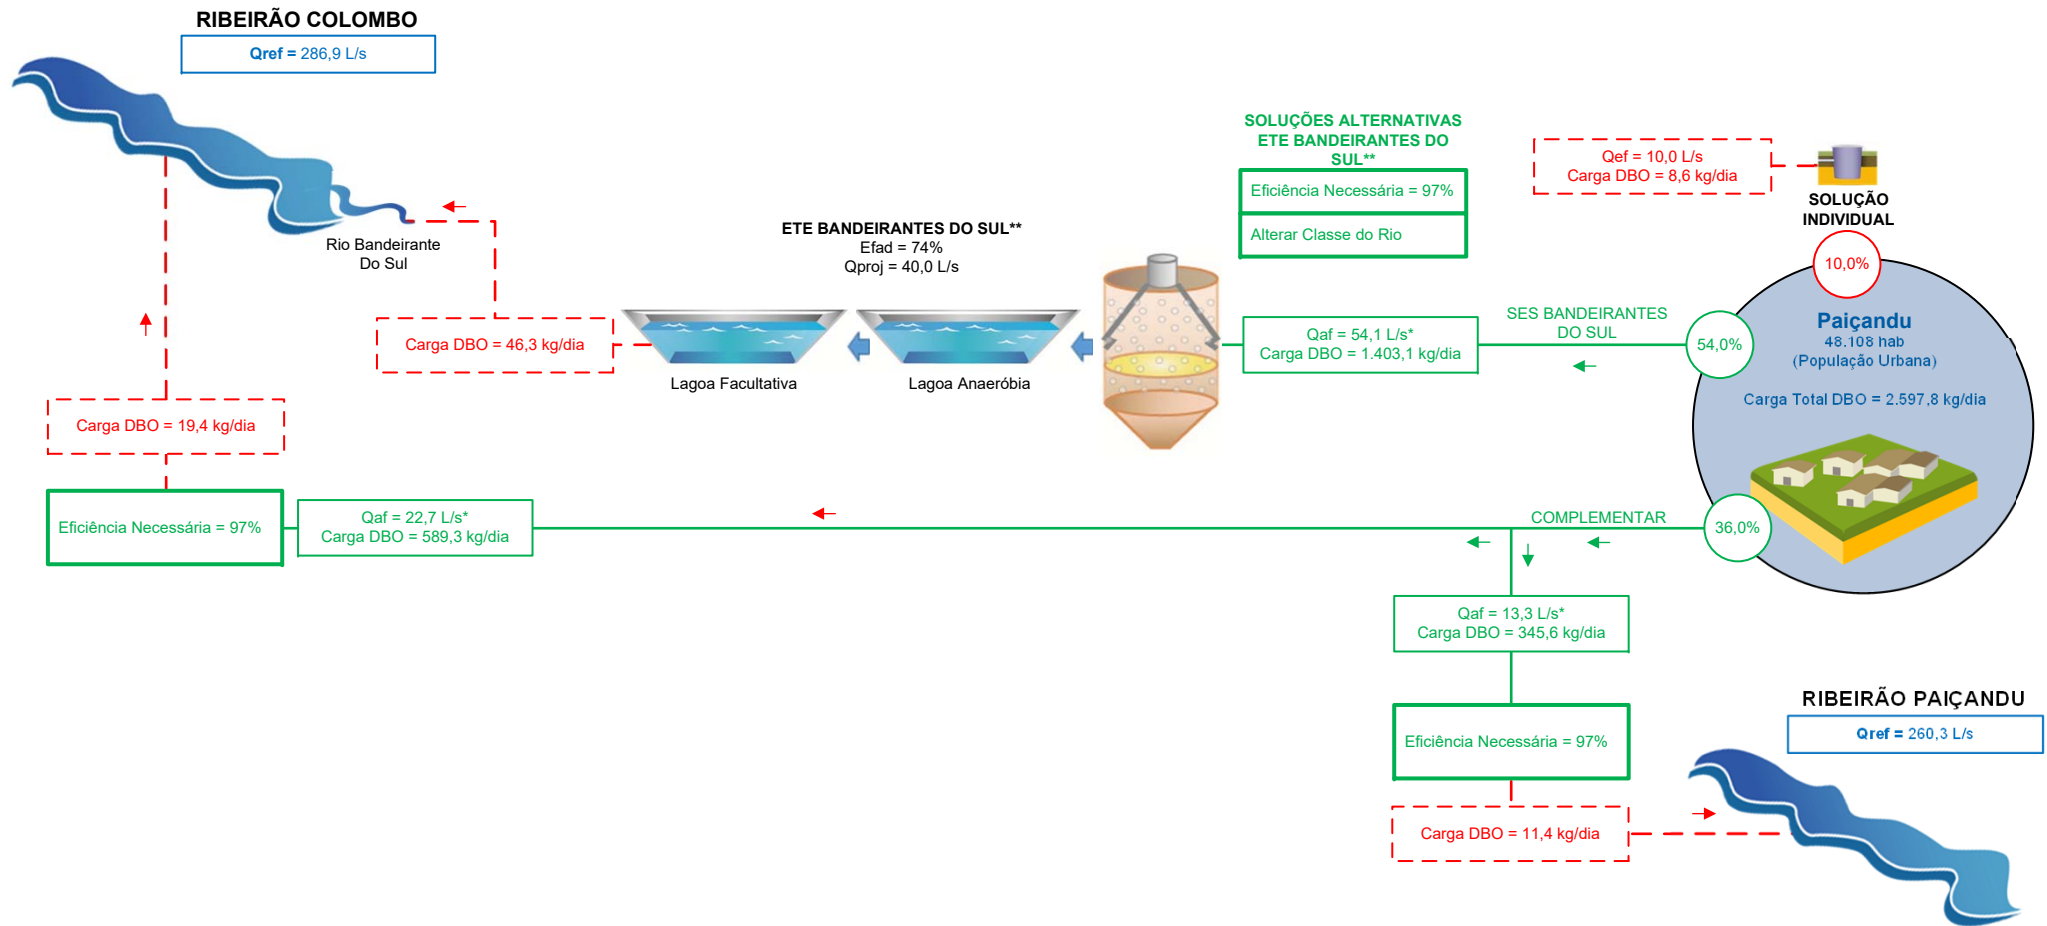 RIBEIRÃO COLOMBO
Qref = 286,9 L/s
Rio Bandeirante
Do Sul
ETE BANDEIRANTES DO SUL**
Efad = 74%
Qproj = 40,0 L/s
SOLUÇÕES ALTERNATIVAS
ETE BANDEIRANTES DO
SUL**
Eficiência Necessária = 97%
Alterar Classe do Rio
Qef = 10,0 L/s
Carga DBO = 8,6 kg/dia
SOLUÇÃO
INDIVIDUAL
10,0%
Paiçandu
48.108 hab
(População Urbana)
Carga Total DBO = 2.597,8 kg/dia
54,0%
SES BANDEIRANTES
DO SUL
Qaf = 54,1 L/s*
Carga DBO = 1.403,1 kg/dia
Lagoa Anaeróbia
Lagoa Facultativa
Carga DBO = 46,3 kg/dia
Carga DBO = 19,4 kg/dia
Eficiência Necessária = 97%
Qaf = 22,7 L/s*
Carga DBO = 589,3 kg/dia
COMPLEMENTAR
36,0%
Qaf = 13,3 L/s*
Carga DBO = 345,6 kg/dia
Eficiência Necessária = 97%
Carga DBO = 11,4 kg/dia
RIBEIRÃO PAIÇANDU
Qref = 260,3 L/s